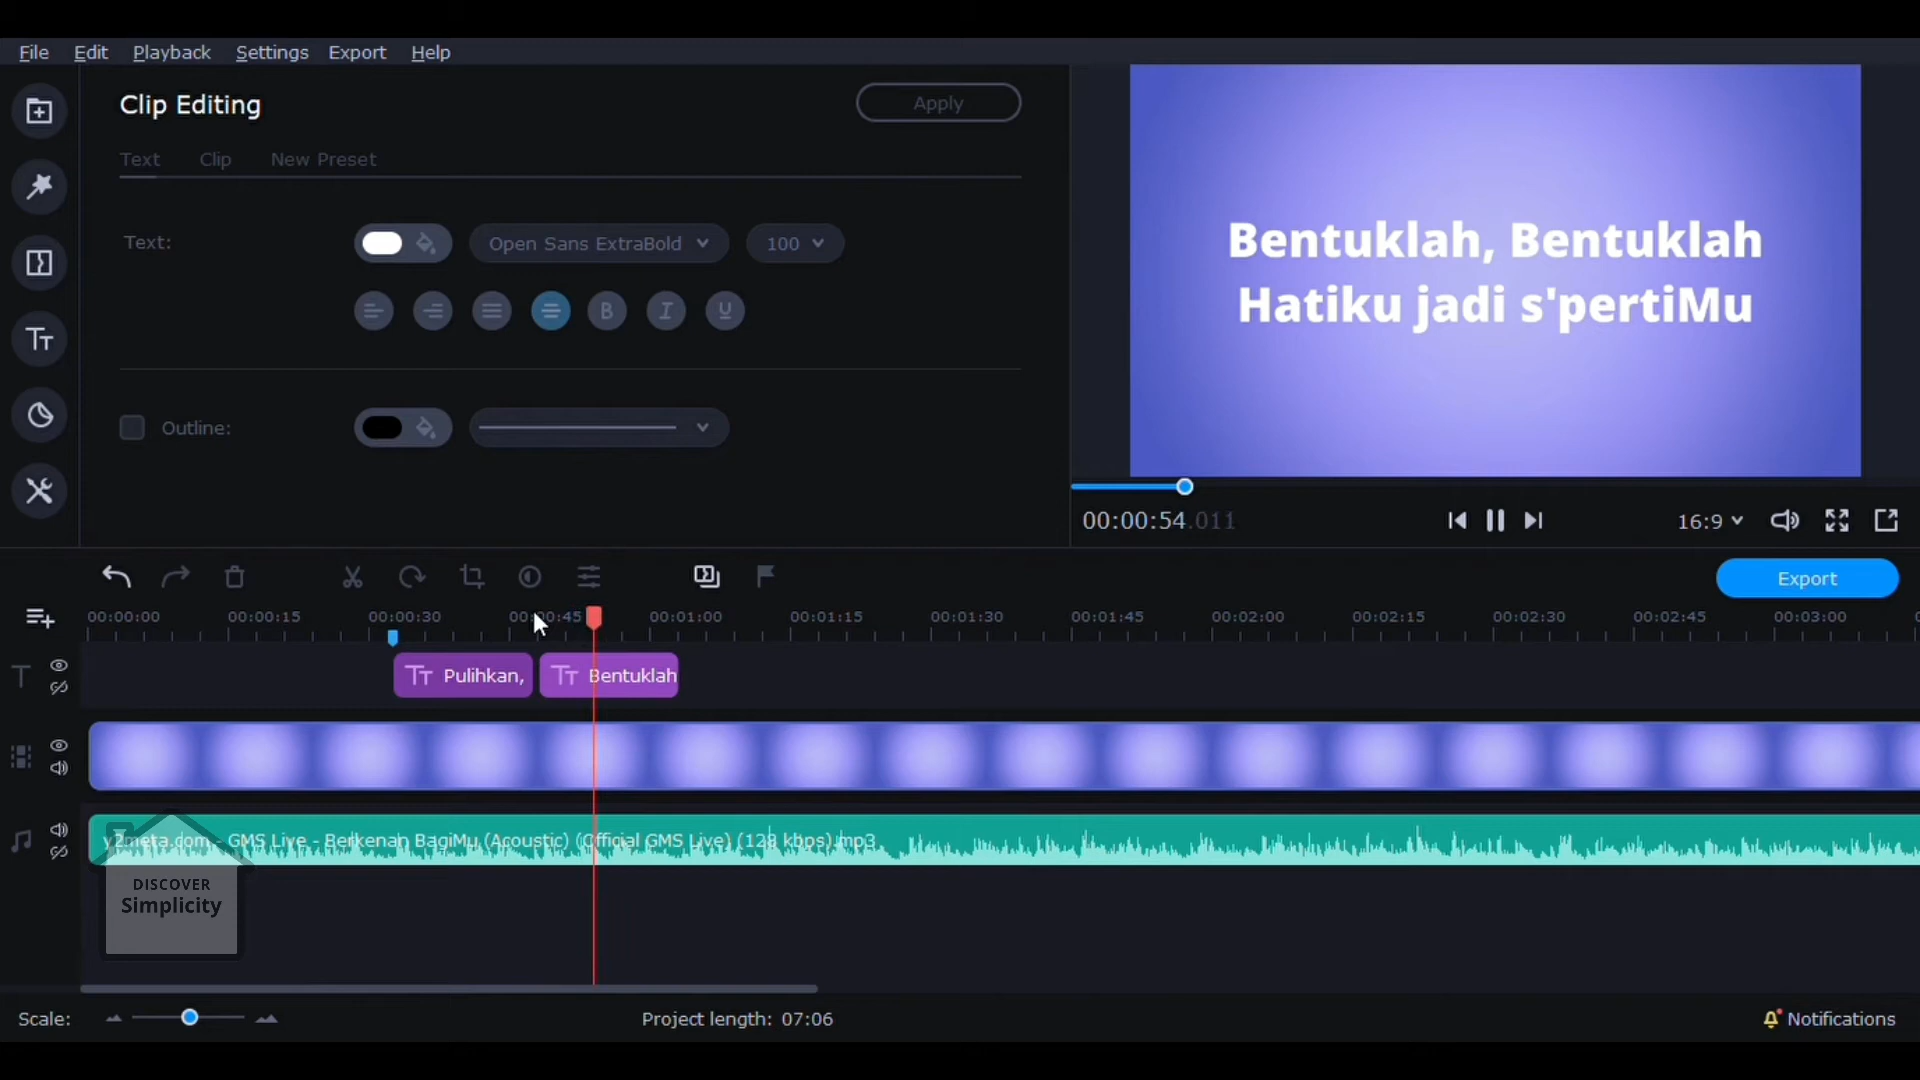 File Edit Playback Settings Export Help
Clip Editing
Apply
Text Clip New Preset
Text:
Open Sans ExtraBold
100
B I U
Outline:
Bentuklah, Bentuklah
Hatiku jadi s'pertiMu
00:00:54.011
16:9
Export
00:00:00 00:00:15 00:00:30 00:00:45 00:01:00 00:01:15 00:01:30 00:01:45 00:02:00 00:02:15 00:02:30 00:02:45 00:03:00
Pulihkan,
Bentuklah
y2meta.com - GMS Live - Berkenan BagiMu (Acoustic) (Official GMS Live) (128 kbps).mp3
DISCOVER
Simplicity
Scale:
Project length: 07:06
Notifications